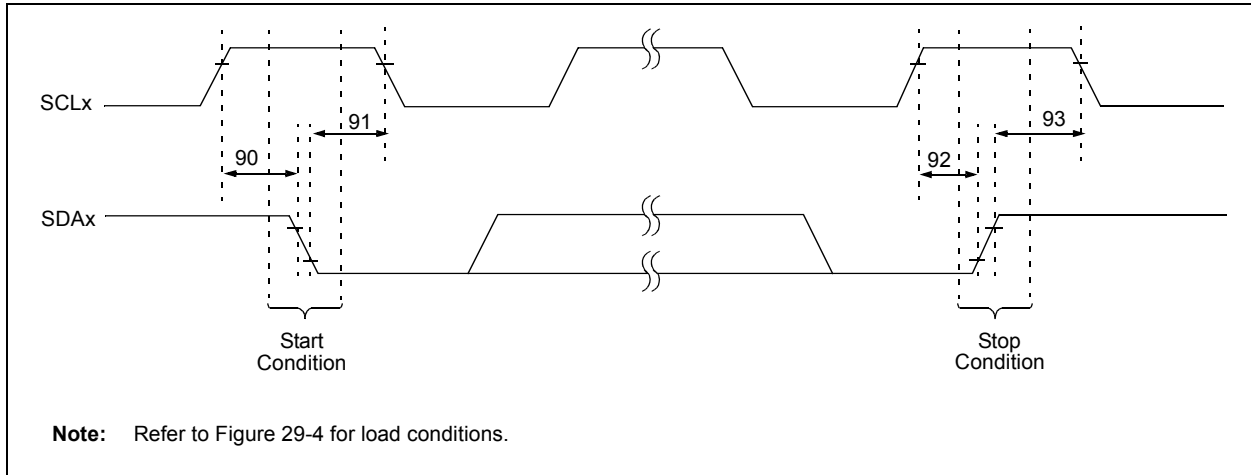 SCLx
91
93
90
92
SDAx
Start
Condition
Stop
Condition
Note: Refer to Figure 29-4 for load conditions.